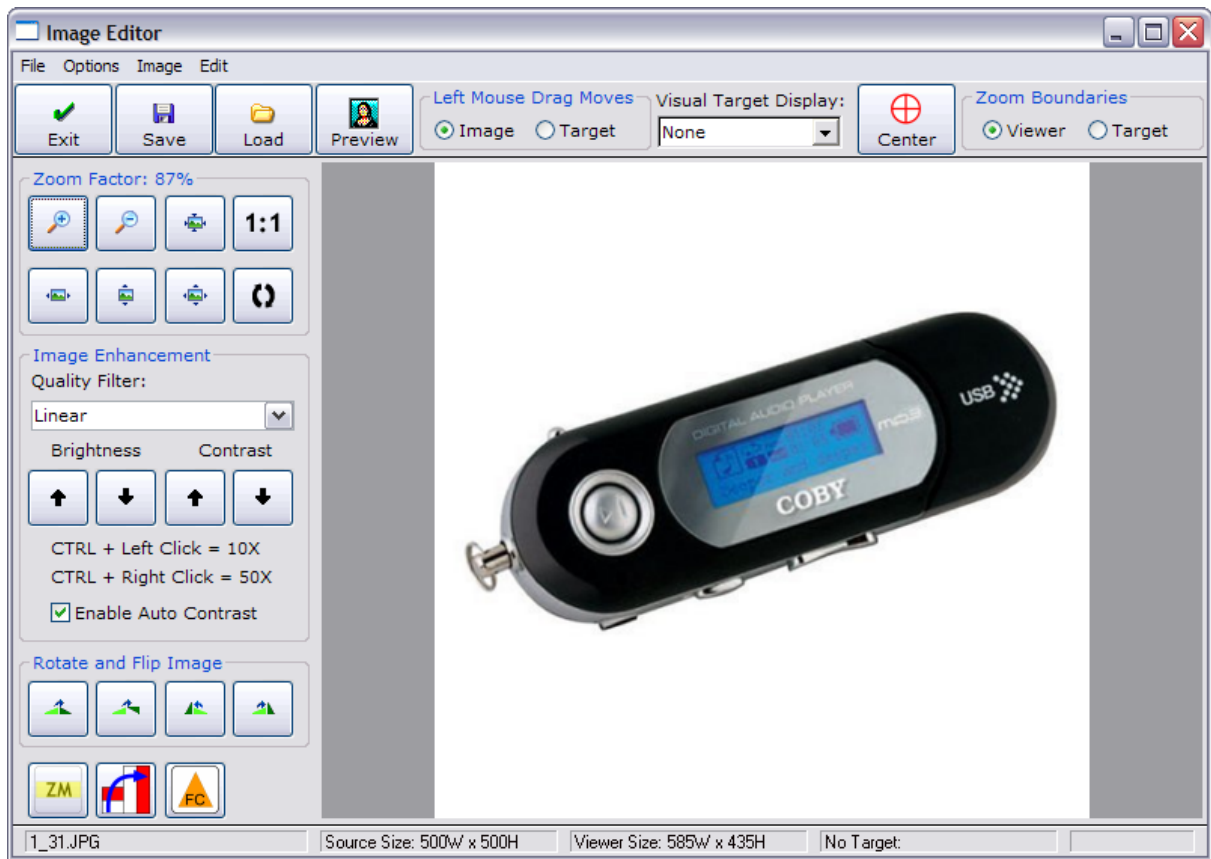 Image Editor
File Options Image Edit
Exit
Save
Load
Preview
Left Mouse Drag Moves
Image
Target
Visual Target Display:
None
Center
Zoom Boundaries
Viewer
Target
Zoom Factor: 87%
1:1
Image Enhancement
Quality Filter:
Linear
Brightness Contrast
CTRL + Left Click = 10X
CTRL + Right Click = 50X
Enable Auto Contrast
Rotate and Flip Image
ZM
FC
DIGITAL AUDIO PLAYER
mp3
USB
COBY
1_31.JPG
Source Size: 500W x 500H
Viewer Size: 585W x 435H
No Target: